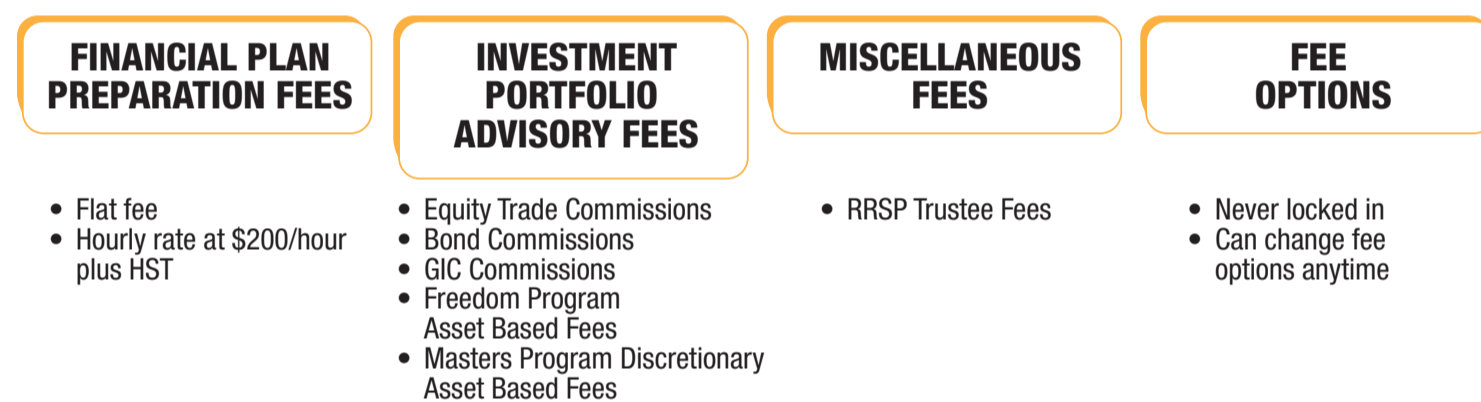 FINANCIAL PLAN
PREPARATION FEES
• Flat fee
• Hourly rate at $200/hour
plus HST
INVESTMENT
PORTFOLIO
ADVISORY FEES
• Equity Trade Commissions
• Bond Commissions
• GIC Commissions
• Freedom Program
Asset Based Fees
• Masters Program Discretionary
Asset Based Fees
MISCELLANEOUS
FEES
• RRSP Trustee Fees
FEE
OPTIONS
• Never locked in
• Can change fee
options anytime